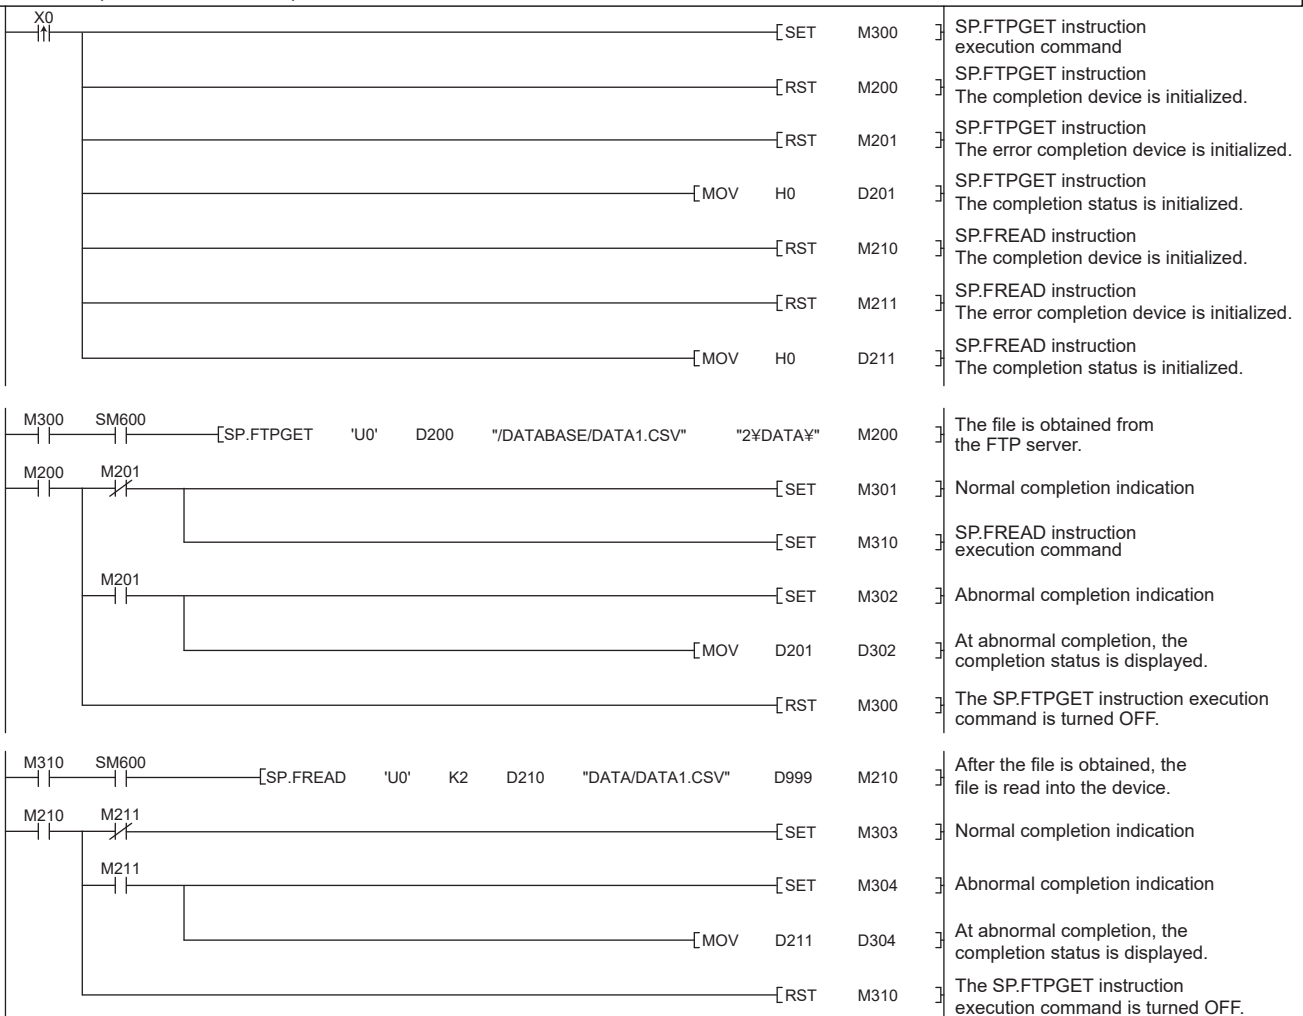 X0
SET M300 SP.FTPGET instruction
execution command
RST M200 SP.FTPGET instruction
The completion device is initialized.
RST M201 SP.FTPGET instruction
The error completion device is initialized.
MOV H0 D201 SP.FTPGET instruction
The completion status is initialized.
RST M210 SP.FREAD instruction
The completion device is initialized.
RST M211 SP.FREAD instruction
The error completion device is initialized.
MOV H0 D211 SP.FREAD instruction
The completion status is initialized.
M300 SM600
SP.FTPGET 'U0' D200 "/DATABASE/DATA1.CSV" "2¥DATA¥" M200 The file is obtained from
the FTP server.
M200 M201
SET M301 Normal completion indication
SET M310 SP.FREAD instruction
execution command
M201
SET M302 Abnormal completion indication
MOV D201 D302 At abnormal completion, the
completion status is displayed.
RST M300 The SP.FTPGET instruction execution
command is turned OFF.
M310 SM600
SP.FREAD 'U0' K2 D210 "DATA/DATA1.CSV" D999 M210 After the file is obtained, the
file is read into the device.
M210 M211
SET M303 Normal completion indication
M211
SET M304 Abnormal completion indication
MOV D211 D304 At abnormal completion, the
completion status is displayed.
RST M310 The SP.FTPGET instruction
execution command is turned OFF.